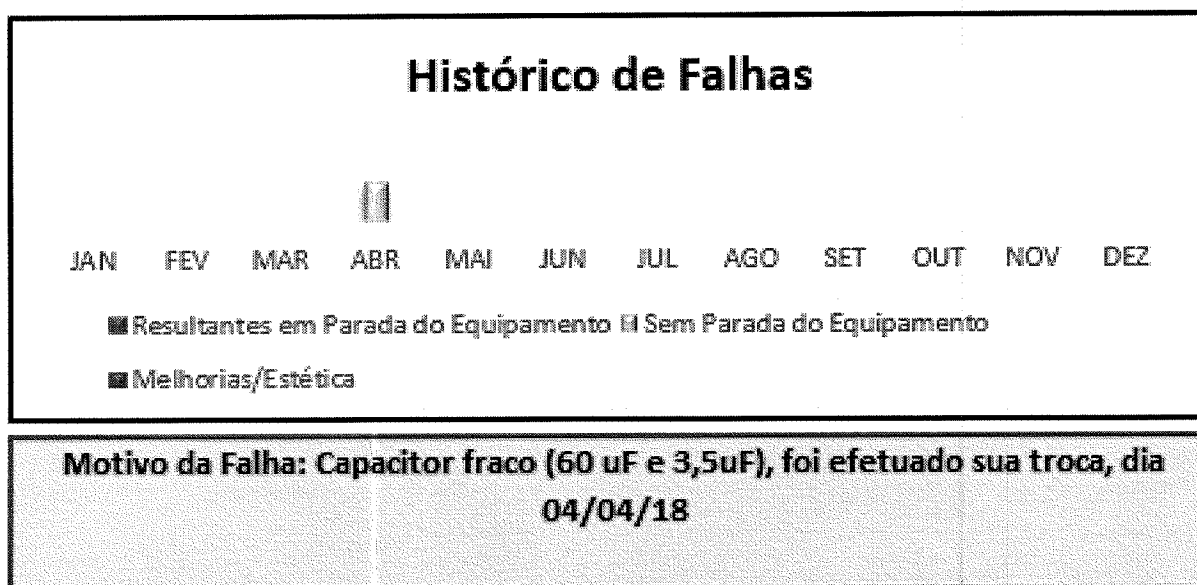 Histórico de Falhas
1
JAN FEV MAR ABR MAI JUN JUL AGO SET OUT NOV DEZ
Resultantes em Parada do Equipamento Sem Parada do Equipamento
Melhorias/Estética
Motivo da Falha: Capacitor fraco (60 uF e 3,5uF), foi efetuado sua troca, dia
04/04/18